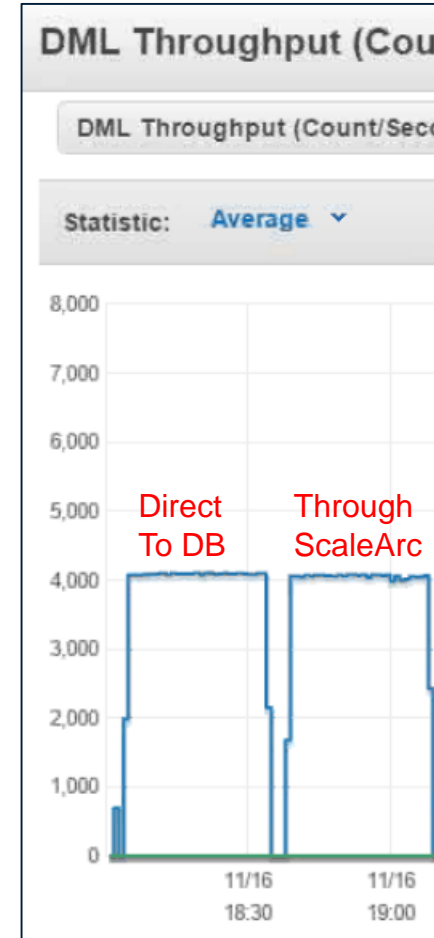 DML Throughput (Cou
DML Throughput (Count/Seco
Statistic: Average
8,000
7,000
6,000
5,000
4,000
3,000
2,000
1,000
0
Direct
To DB
Through
ScaleArc
11/16
18:30
11/16
19:00